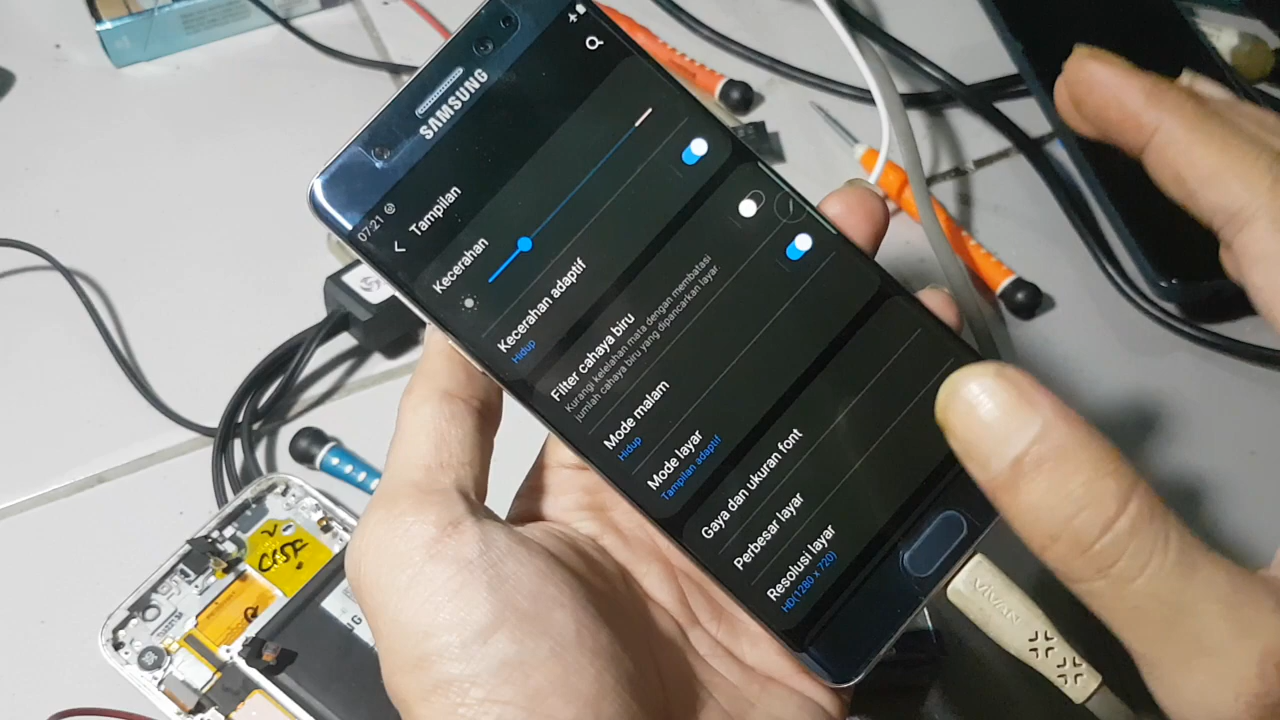 SAMSUNG
07:21
Tampilan
Kecerahan
Kecerahan adaptif
Hidup
Filter cahaya biru
Kurangi kelelahan mata dengan membatasi
jumlah cahaya biru yang dipancarkan layar
Mode malam
Hidup
Mode layar
Tampilan adaptif
Gaya dan ukuran font
Perbesar layar
Resolusi layar
HD(1280 x 720)
VIVAN